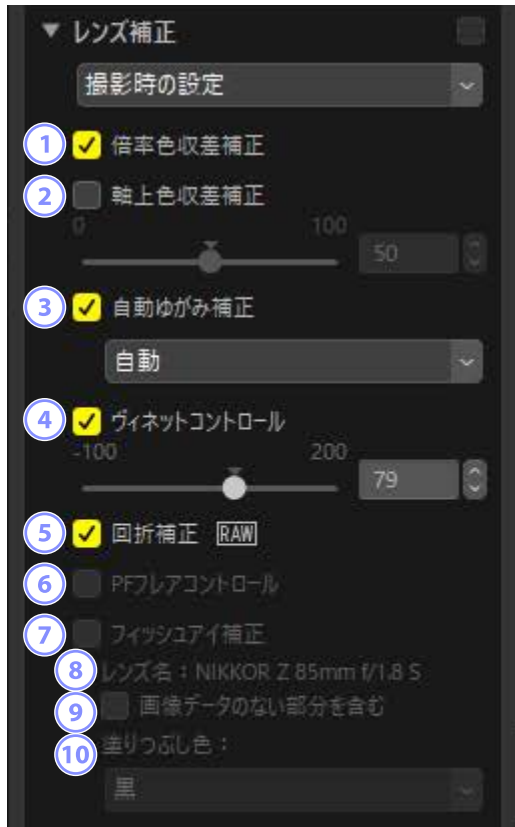 ▼ レンズ補正
撮影時の設定
1 倍率色収差補正
2 軸上色収差補正
0 100
50
3 自動ゆがみ補正
自動
4 ヴィネットコントロール
-100 200
79
5 回折補正 RAW
6 PFフレアコントロール
7 フィッシュアイ補正
8 レンズ名：NIKKOR Z 85mm f/1.8 S
9 画像データのない部分を含む
10 塗りつぶし色：
黒